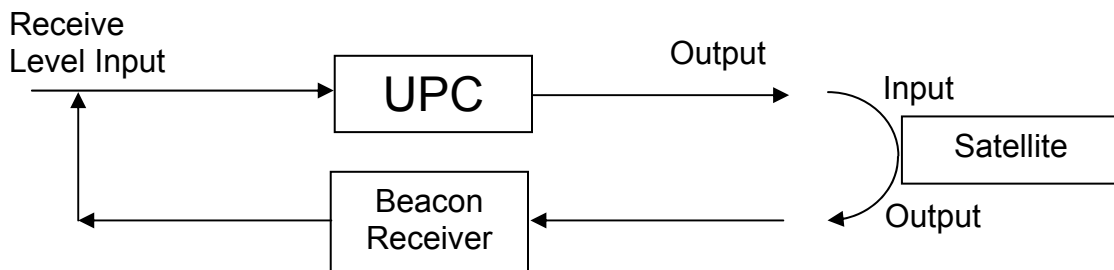 Receive
Level Input
UPC
Output
Input
Satellite
Output
Beacon
Receiver